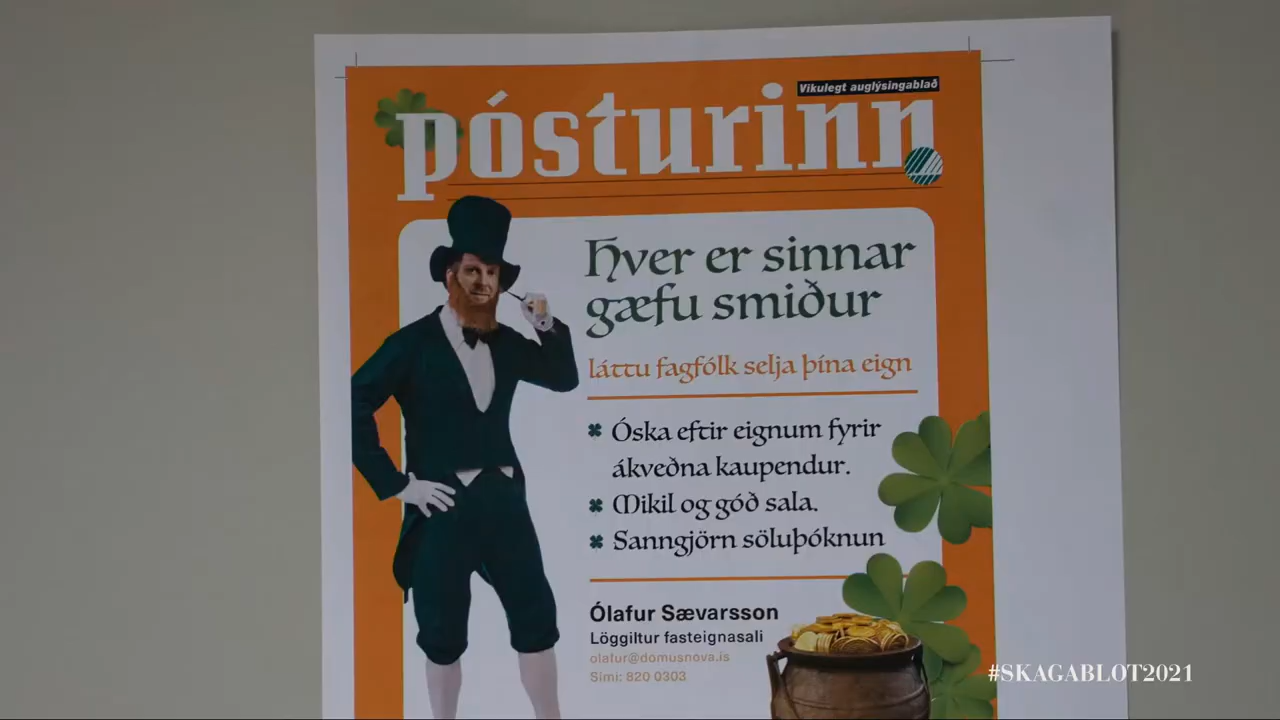 Vikulegt auglýsingablað
pósturinn
Hver er sinnar
gæfu smiður
láttu fagfólk selja þína eign
Óska eftir eignum fyrir
ákveðna kaupendur.
Mikil og góð sala.
Sanngjörn söluþóknun
Ólafur Sævarsson
Löggiltur fasteignasali
olafur@domusnova.is
Sími: 820 0303
#SKAGABLOT2021